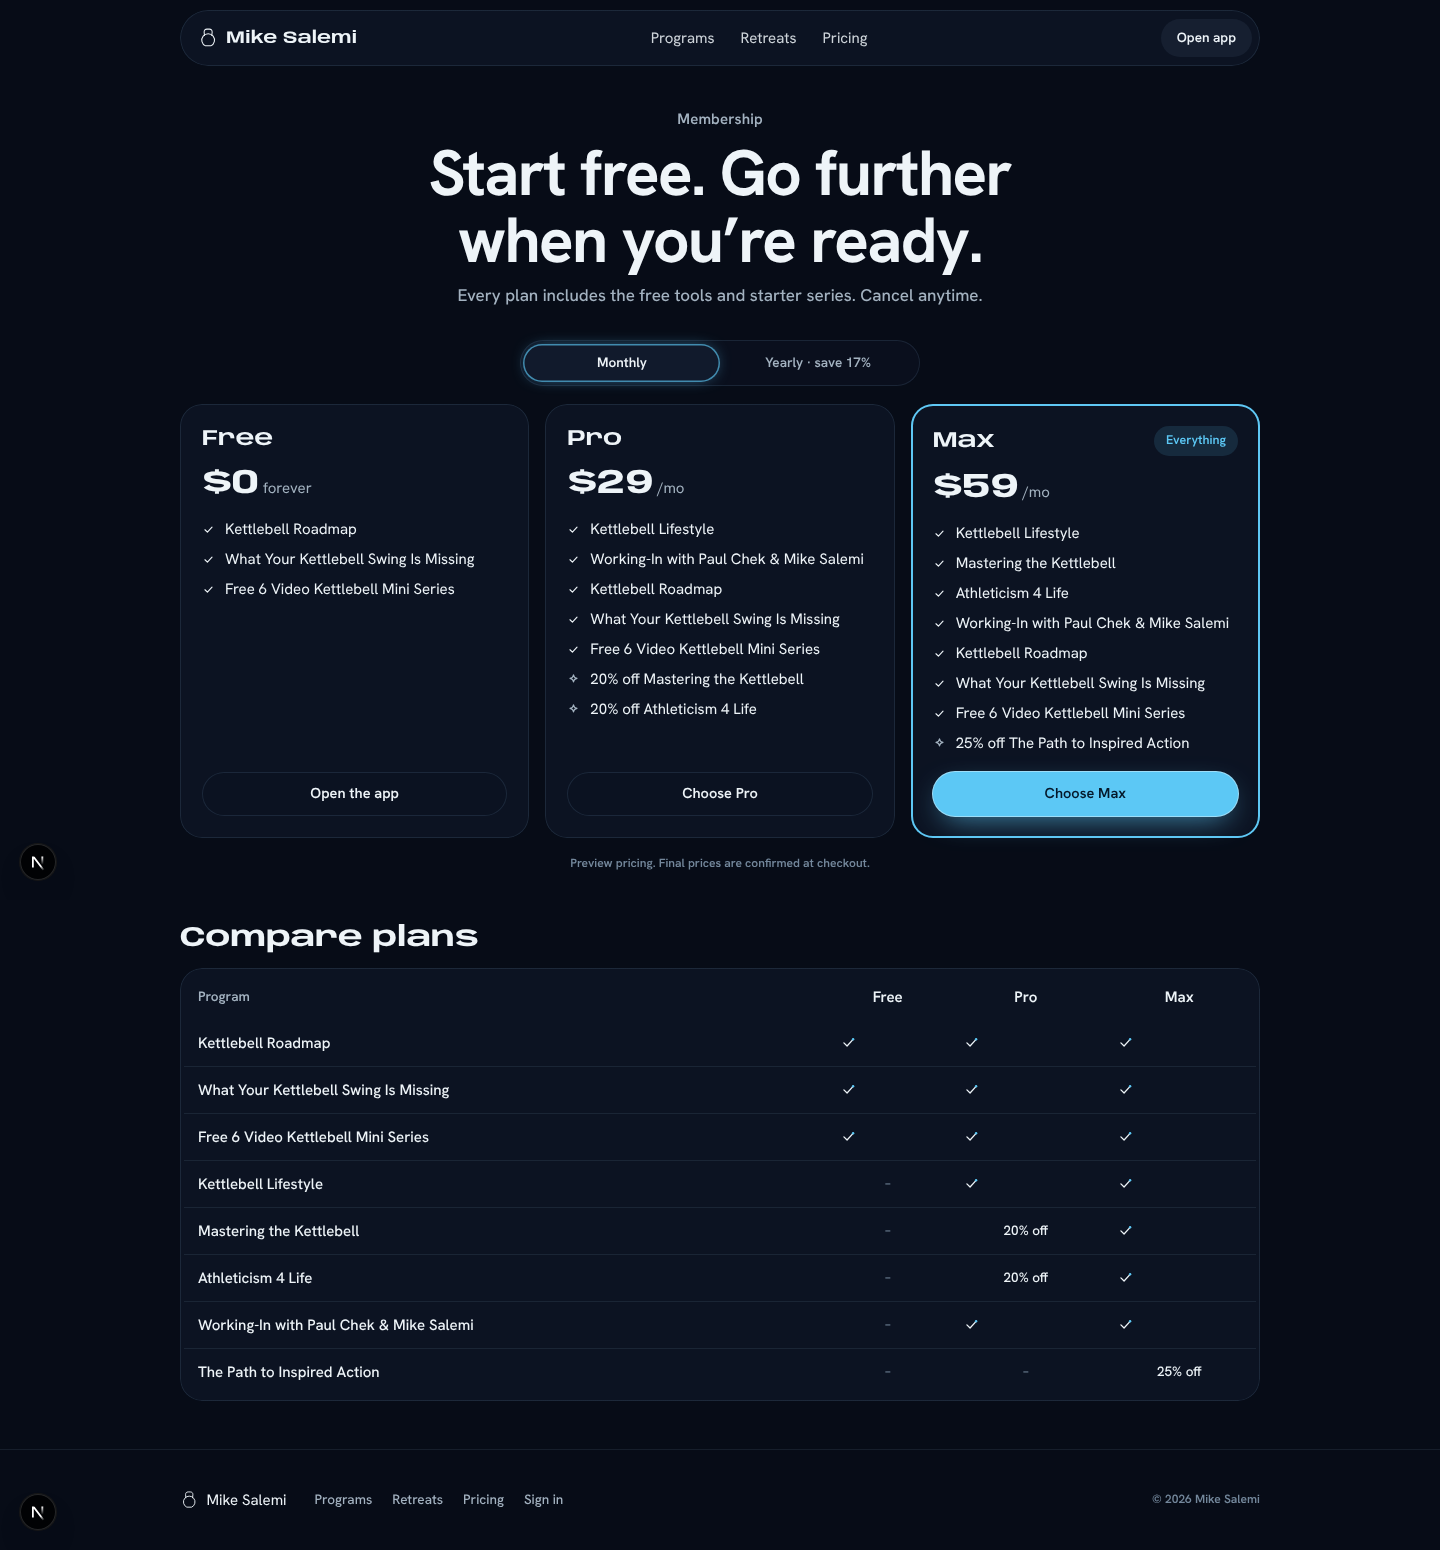 Mike Salemi
Programs Retreats Pricing
Open app
Membership
Start free. Go further
when you’re ready.
Every plan includes the free tools and starter series. Cancel anytime.
Monthly
Yearly · save 17%
Free
$0 forever
✓ Kettlebell Roadmap
✓ What Your Kettlebell Swing Is Missing
✓ Free 6 Video Kettlebell Mini Series
Open the app
Pro
$29 /mo
✓ Kettlebell Lifestyle
✓ Working-In with Paul Chek & Mike Salemi
✓ Kettlebell Roadmap
✓ What Your Kettlebell Swing Is Missing
✓ Free 6 Video Kettlebell Mini Series
✧ 20% off Mastering the Kettlebell
✧ 20% off Athleticism 4 Life
Choose Pro
Max
Everything
$59 /mo
✓ Kettlebell Lifestyle
✓ Mastering the Kettlebell
✓ Athleticism 4 Life
✓ Working-In with Paul Chek & Mike Salemi
✓ Kettlebell Roadmap
✓ What Your Kettlebell Swing Is Missing
✓ Free 6 Video Kettlebell Mini Series
✧ 25% off The Path to Inspired Action
Choose Max
N
Preview pricing. Final prices are confirmed at checkout.
Compare plans
Program Free Pro Max
Kettlebell Roadmap ✓ ✓ ✓
What Your Kettlebell Swing Is Missing ✓ ✓ ✓
Free 6 Video Kettlebell Mini Series ✓ ✓ ✓
Kettlebell Lifestyle – ✓ ✓
Mastering the Kettlebell – 20% off ✓
Athleticism 4 Life – 20% off ✓
Working-In with Paul Chek & Mike Salemi – ✓ ✓
The Path to Inspired Action – – 25% off
Mike Salemi Programs Retreats Pricing Sign in
© 2026 Mike Salemi
N